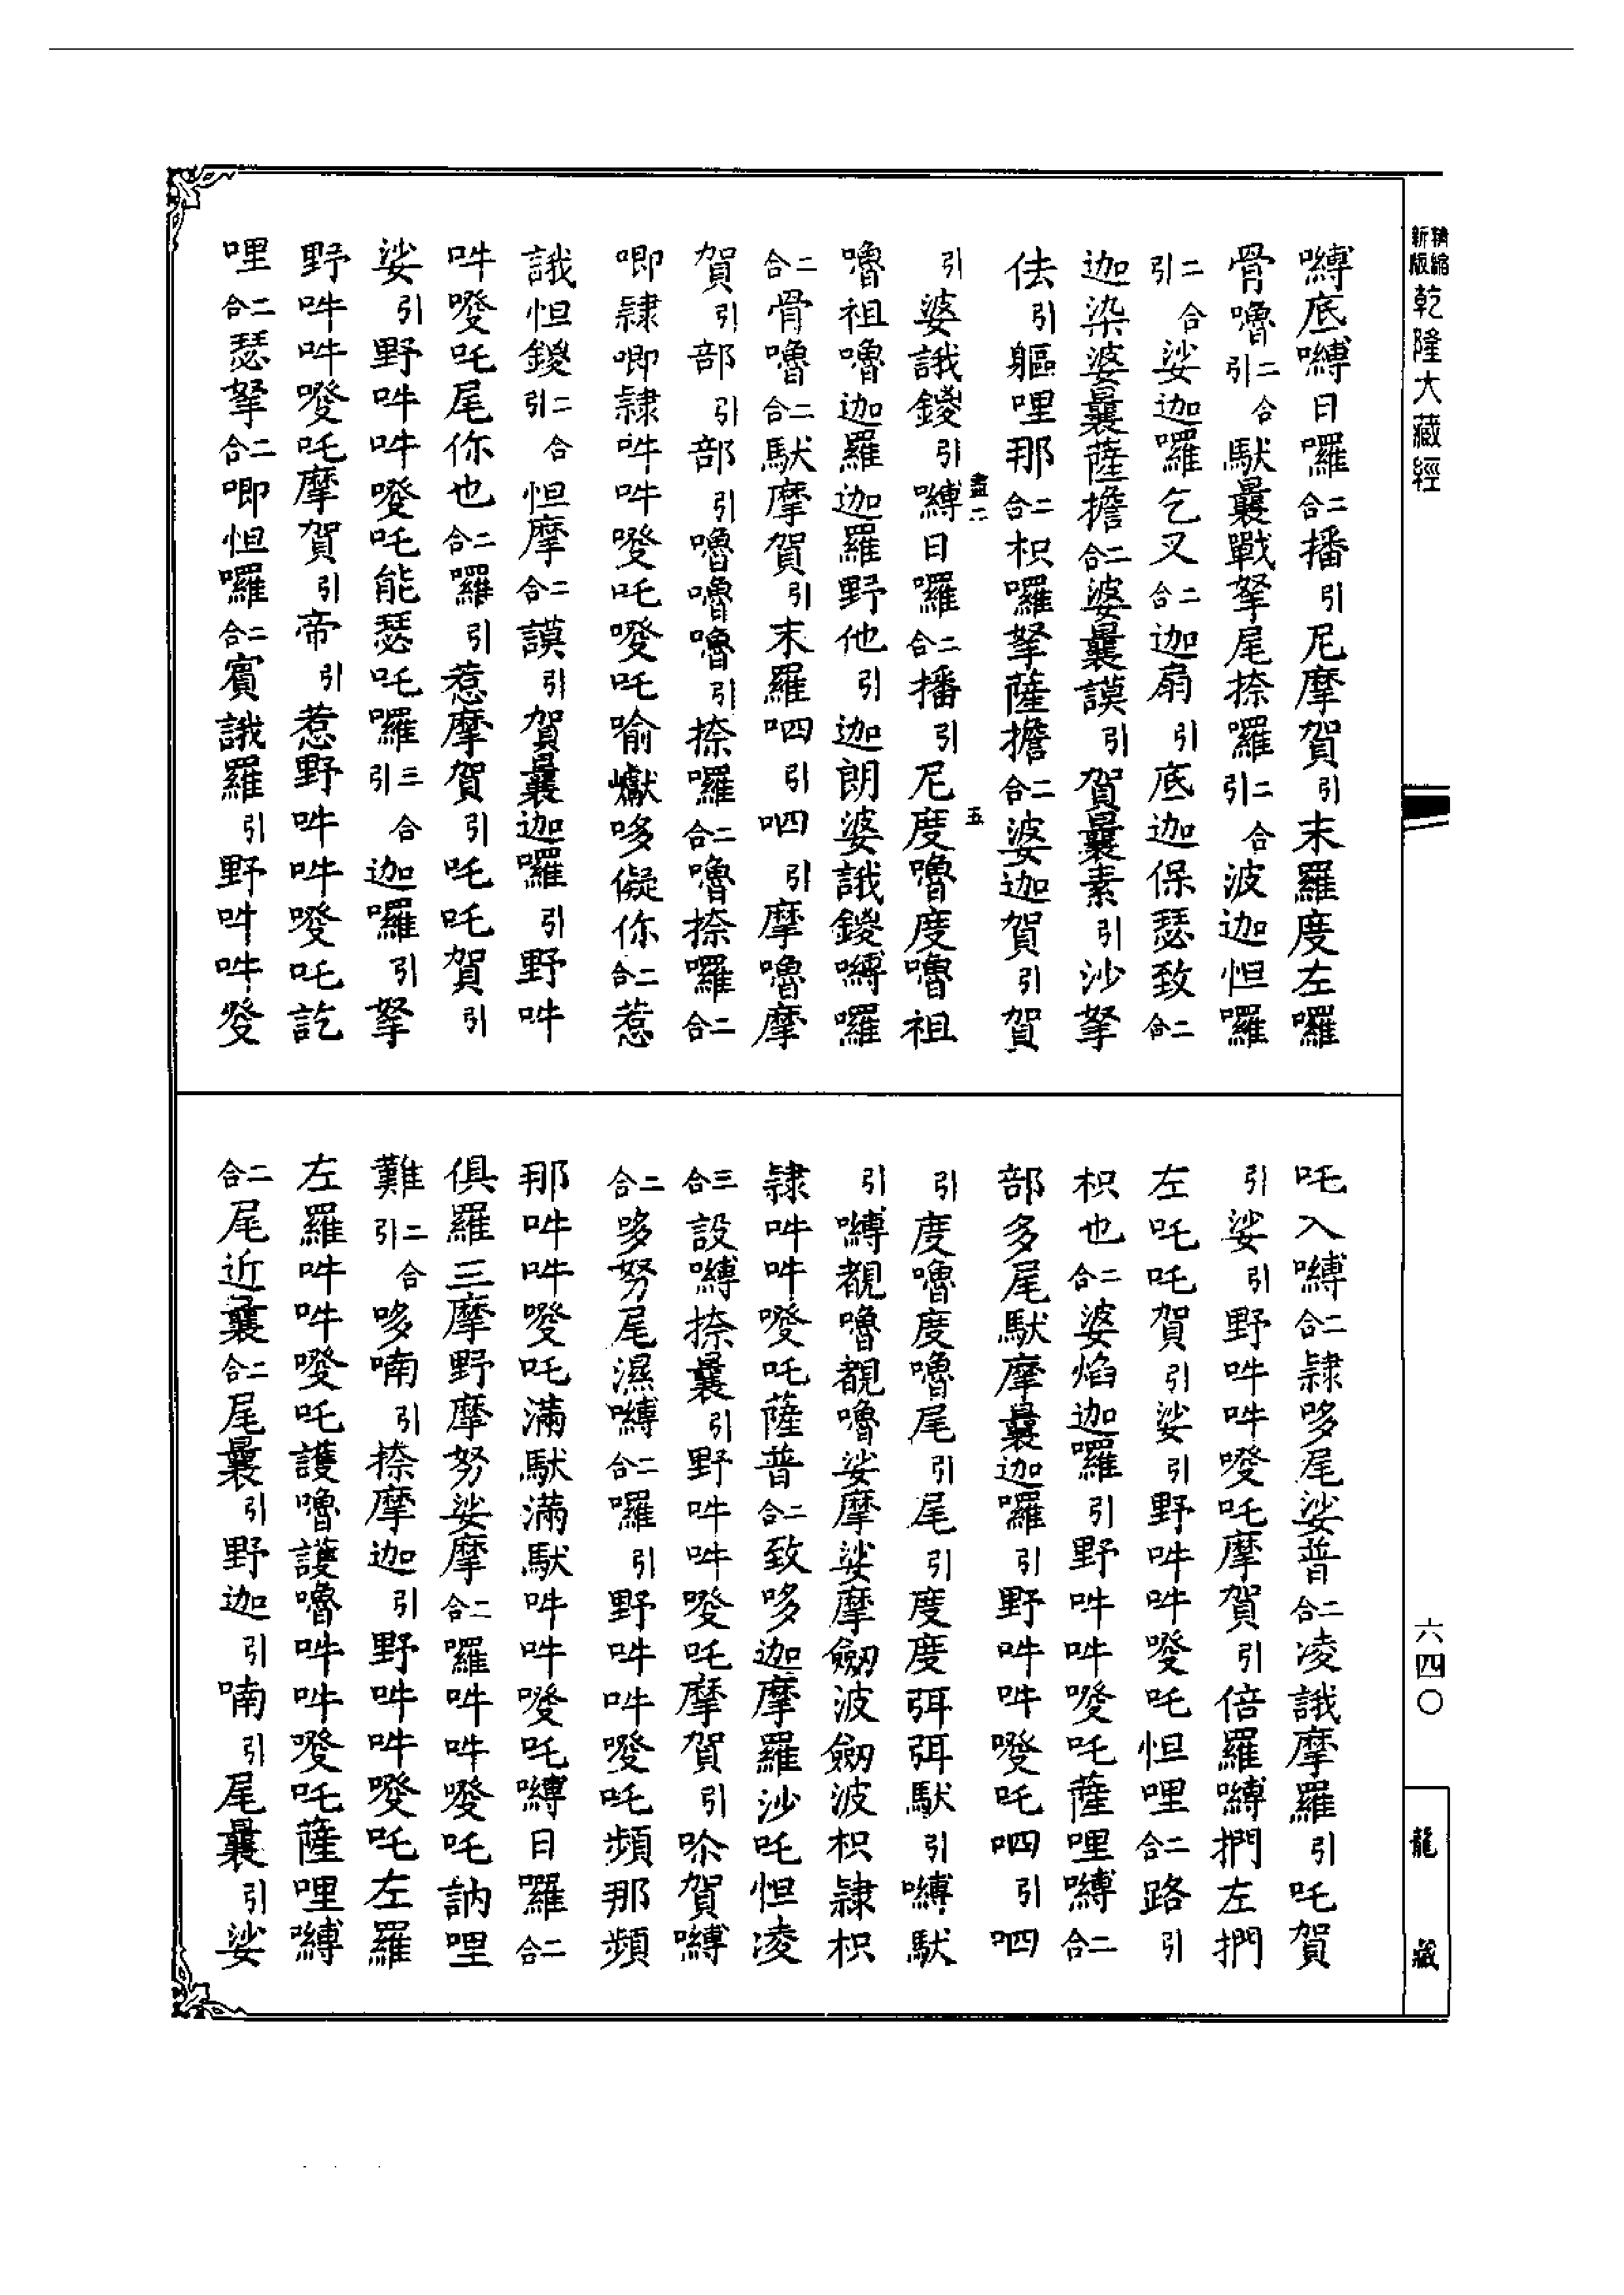 精縮新版乾隆大藏經
嚩底嚩日囉二合播引尼摩賀引末羅度左囉
骨嚕二合引馱曩戰拏尾捺囉二合引波迦怛囉
二合引娑迦囉乞叉二合迦扇引底迦保瑟致二合
迦染婆曩薩擔二合婆曩謨引賀曩素引沙拏
佉引軀哩那二合枳囉拏薩擔二合婆迦賀引賀
引婆誐鑁引嚩日囉二合播引尼度嚕度嚕祖
盡二
五
嚕祖嚕迦羅迦羅野他引迦朗婆誐鑁嚩囉
二合骨嚕二合馱摩賀引末羅呬引呬引摩嚕摩
賀引部引部引嚕嚕嚕引捺囉二合嚕捺囉二合
唧隸唧隸吽吽發吒發吒喻巘哆儗你二合惹
誐怛鑁二合引怛摩二合謨引賀曩迦囉引野吽
吽發吒尾你也二合囉引惹摩賀引吒吒賀引
娑引野吽吽發吒能瑟吒囉三合引迦囉引拏
野吽吽發吒摩賀引帝引惹野吽吽發吒訖
哩二合瑟拏二合唧怛囉二合賓誐羅引野吽吽發
吒入嚩二合隸哆尾娑普二合凌誐摩羅引吒賀
引娑引野吽吽發吒摩賀引倍羅嚩捫左捫
左吒吒賀引娑引野吽吽發吒怛哩二合路引
枳也二合婆焰迦囉引野吽吽發吒薩哩嚩二合
部多尾馱摩曩迦囉引野吽吽發吒呬引呬
引度嚕度嚕尾引尾引度度弭弭馱引嚩馱
引嚩覩嚕覩嚕娑摩娑摩劒波劒波枳隸枳
隸吽吽發吒薩普二合致哆迦摩羅沙吒怛凌
三合設嚩捺曩引野吽吽發吒摩賀引尒賀嚩
二合哆努尾濕嚩二合囉引野吽吽發吒頻那頻
那吽吽發吒滿馱滿馱吽吽發吒嚩日囉二合
俱羅三摩野摩努娑摩二合囉吽吽發吒訥哩
難二合引哆喃引捺摩迦引野吽吽發吒左羅
左羅吽吽發吒護嚕護嚕吽吽發吒薩哩嚩
二合尾近曩二合尾曩引野迦引喃引尾曩引娑
六四〇
龍藏